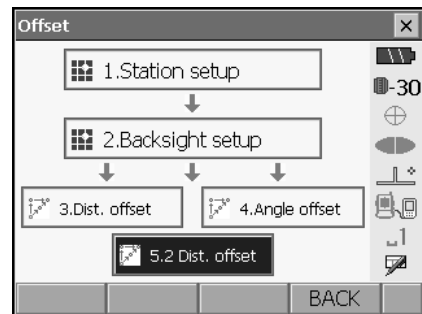 Offset
1.Station setup
-30
2.Backsight setup
3.Dist. offset
4.Angle offset
5.2 Dist. offset
1
BACK